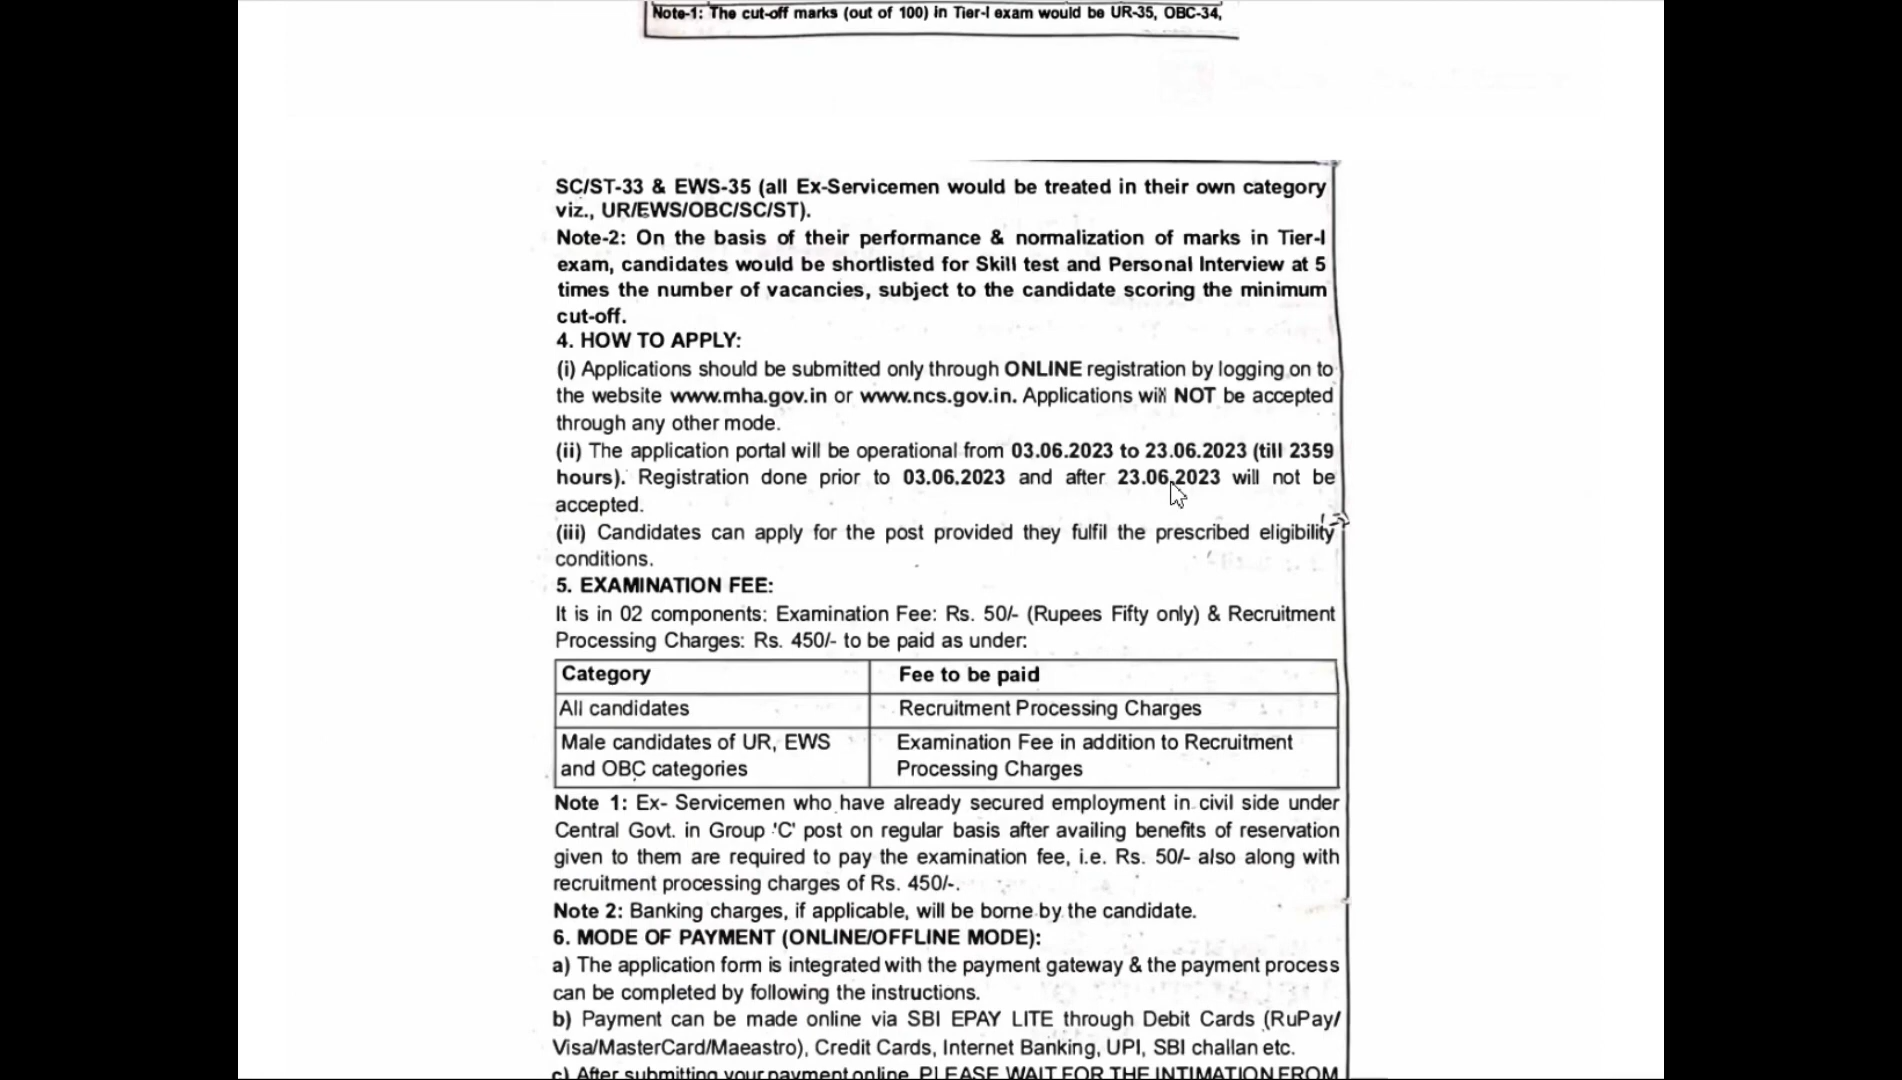 Note-1: The cut-off marks (out of 100) in Tier-I exam would be UR-35, OBC-34,
SC/ST-33 & EWS-35 (all Ex-Servicemen would be treated in their own category
viz., UR/EWS/OBC/SC/ST).
Note-2: On the basis of their performance & normalization of marks in Tier-I
exam, candidates would be shortlisted for Skill test and Personal Interview at 5
times the number of vacancies, subject to the candidate scoring the minimum
cut-off.
4. HOW TO APPLY:
(i) Applications should be submitted only through ONLINE registration by logging on to
the website www.mha.gov.in or www.ncs.gov.in. Applications will NOT be accepted
through any other mode.
(ii) The application portal will be operational from 03.06.2023 to 23.06.2023 (till 2359
hours). Registration done prior to 03.06.2023 and after 23.06.2023 will not be
accepted.
(iii) Candidates can apply for the post provided they fulfil the prescribed eligibility
conditions.
5. EXAMINATION FEE:
It is in 02 components: Examination Fee: Rs. 50/- (Rupees Fifty only) & Recruitment
Processing Charges: Rs. 450/- to be paid as under:
Category Fee to be paid
All candidates Recruitment Processing Charges
Male candidates of UR, EWS Examination Fee in addition to Recruitment
and OBC categories Processing Charges
Note 1: Ex- Servicemen who have already secured employment in civil side under
Central Govt. in Group 'C' post on regular basis after availing benefits of reservation
given to them are required to pay the examination fee, i.e. Rs. 50/- also along with
recruitment processing charges of Rs. 450/-.
Note 2: Banking charges, if applicable, will be borne by the candidate.
6. MODE OF PAYMENT (ONLINE/OFFLINE MODE):
a) The application form is integrated with the payment gateway & the payment process
can be completed by following the instructions.
b) Payment can be made online via SBI EPAY LITE through Debit Cards (RuPay/
Visa/MasterCard/Maeastro), Credit Cards, Internet Banking, UPI, SBI challan etc.
c) After submitting your payment online, PLEASE WAIT FOR THE INTIMATION FROM